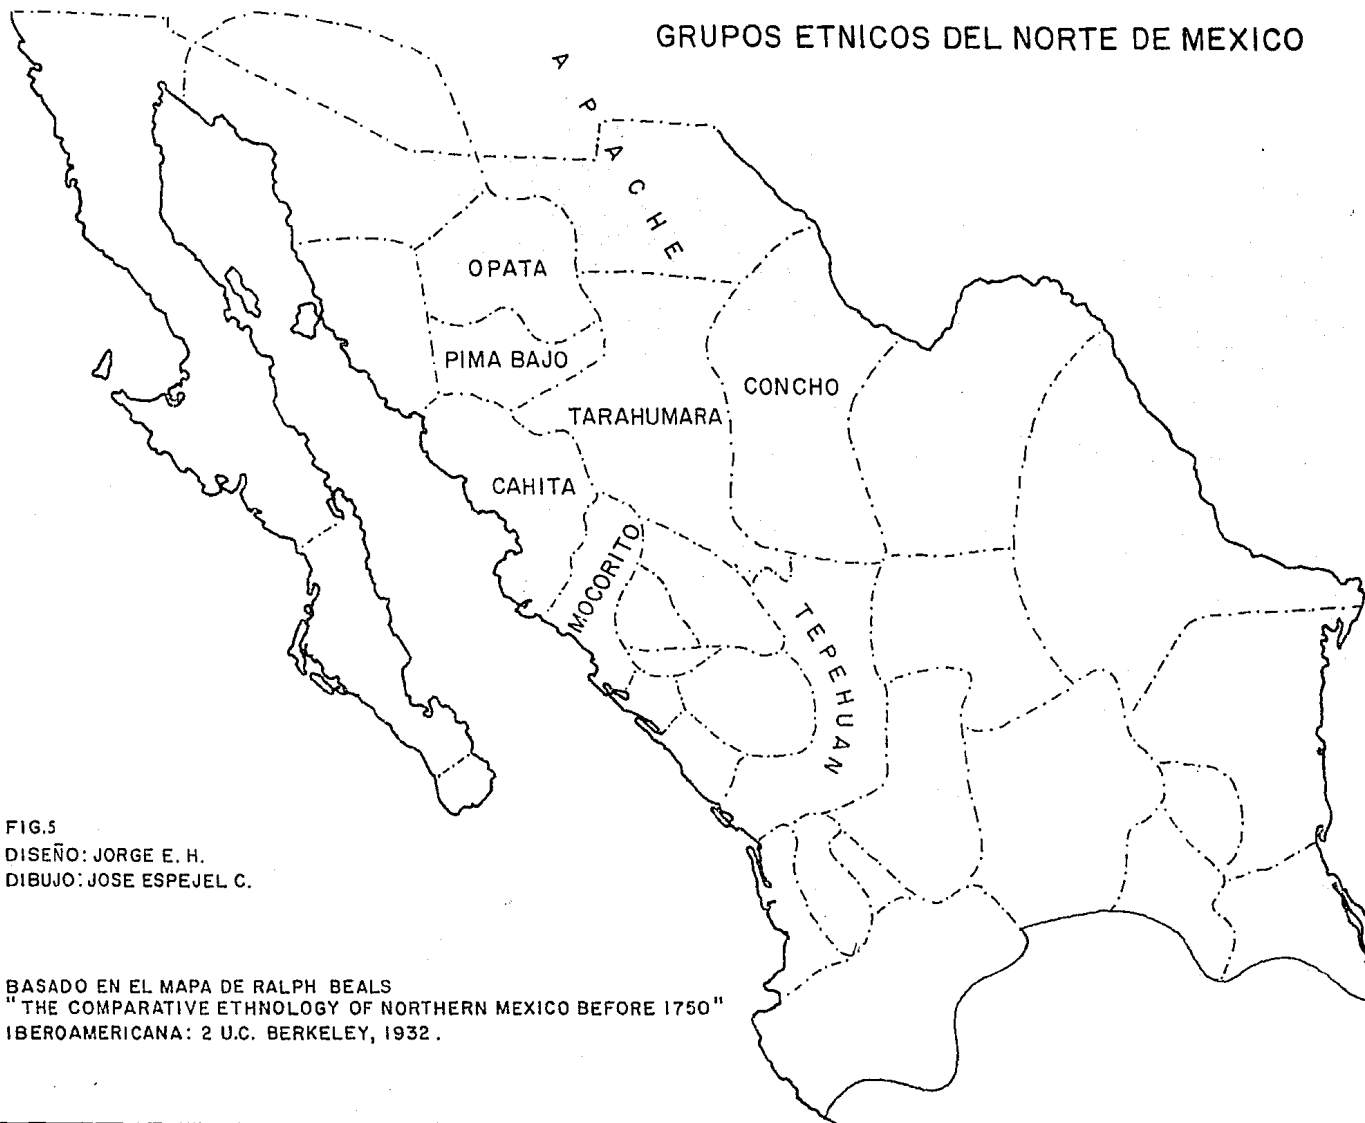 GRUPOS ETNICOS DEL NORTE DE MEXICO
APACHE
OPATA
PIMA BAJO
CONCHO
TARAHUMARA
CAHITA
MOCORITO
TEPEHUAN
FIG.5
DISEÑO: JORGE E. H.
DIBUJO: JOSE ESPEJEL C.
BASADO EN EL MAPA DE RALPH BEALS
"THE COMPARATIVE ETHNOLOGY OF NORTHERN MEXICO BEFORE 1750"
IBEROAMERICANA: 2 U.C. BERKELEY, 1932.